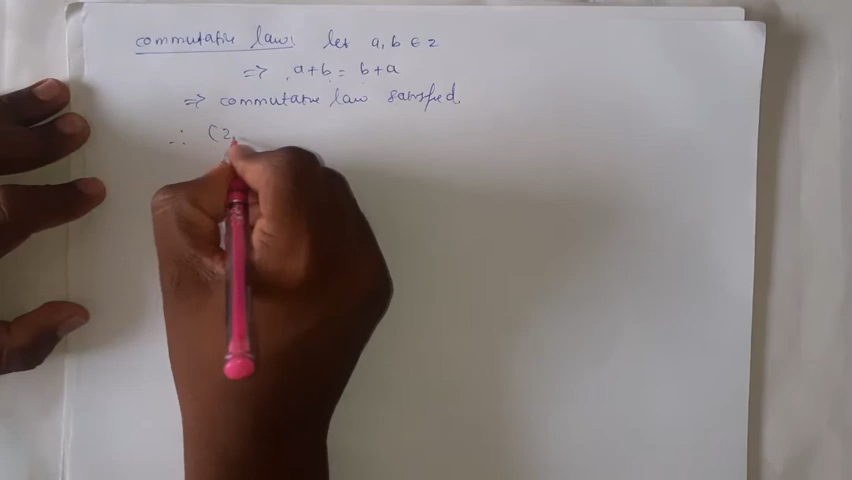 commutative law: let a, b ∈ z
⇒ a+b = b+a
⇒ commutative law satisfied
∴ (z,